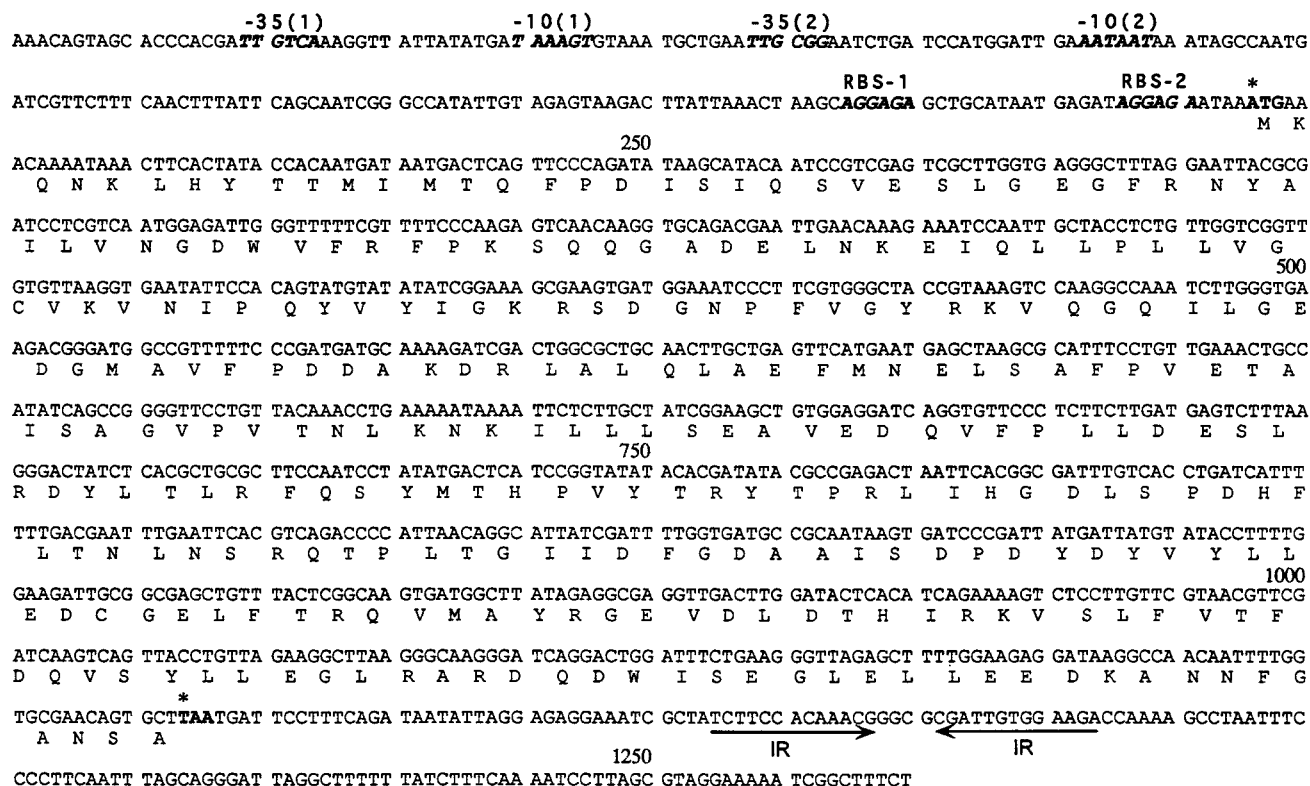 -35(1) -10(1) -35(2) -10(2)
AAACAGTAGC ACCCACGATT GTCAAAGGTT ATTATATGAT AAAGTGTAAA TGCTGAATTG CGGAATCTGA TCCATGGATT GAAATAATAA ATAGCCAATG
RBS-1 RBS-2 *
ATCGTTCTTT CAACTTTATT CAGCAATCGG GCCATATTGT AGAGTAAGAC TTATTAAACT AAGCAGGAGA GCTGCATAAT GAGATAGGAG AATAAATGAA
M K
250
ACAAAATAAA CTTCACTATA CCACAATGAT AATGACTCAG TTCCCAGATA TAAGCATACA ATCCGTCGAG TCGCTTGGTG AGGGCTTTAG GAATTACGCG
Q N K L H Y T T M I M T Q F P D I S I Q S V E S L G E G F R N Y A
ATCCTCGTCA ATGGAGATTG GGTTTTTCGT TTTCCCAAGA GTCAACAAGG TGCAGACGAA TTGAACAAAG AAATCCAATT GCTACCTCTG TTGGTCGGTT
I L V N G D W V F R F P K S Q Q G A D E L N K E I Q L L P L L V G
500
GTGTTAAGGT GAATATTCCA CAGTATGTAT ATATCGGAAA GCGAAGTGAT GGAAATCCCT TCGTGGGCTA CCGTAAAGTC CAAGGCCAAA TCTTGGGTGA
C V K V N I P Q Y V Y I G K R S D G N P F V G Y R K V Q G Q I L G E
AGACGGGATG GCCGTTTTTC CCGATGATGC AAAAGATCGA CTGGCGCTGC AACTTGCTGA GTTCATGAAT GAGCTAAGCG CATTTCCTGT TGAAACTGCC
D G M A V F P D D A K D R L A L Q L A E F M N E L S A F P V E T A
ATATCAGCCG GGGTTCCTGT TACAAACCTG AAAAATAAAA TTCTCTTGCT ATCGGAAGCT GTGGAGGATC AGGTGTTCCC TCTTCTTGAT GAGTCTTTAA
I S A G V P V T N L K N K I L L L S E A V E D Q V F P L L D E S L
750
GGGACTATCT CACGCTGCGC TTCCAATCCT ATATGACTCA TCCGGTATAT ACACGATATA CGCCGAGACT AATTCACGGC GATTTGTCAC CTGATCATTT
R D Y L T L R F Q S Y M T H P V Y T R Y T P R L I H G D L S P D H F
TTTGACGAAT TTGAATTCAC GTCAGACCCC ATTAACAGGC ATTATCGATT TTGGTGATGC CGCAATAAGT GATCCCGATT ATGATTATGT ATACCTTTTG
L T N L N S R Q T P L T G I I D F G D A A I S D P D Y D Y V Y L L
1000
GAAGATTGCG GCGAGCTGTT TACTCGGCAA GTGATGGCTT ATAGAGGCGA GGTTGACTTG GATACTCACA TCAGAAAAGT CTCCTTGTTC GTAACGTTCG
E D C G E L F T R Q V M A Y R G E V D L D T H I R K V S L F V T F
ATCAAGTCAG TTACCTGTTA GAAGGCTTAA GGGCAAGGGA TCAGGACTGG ATTTCTGAAG GGTTAGAGCT TTTGGAAGAG GATAAGGCCA ACAATTTTGG
D Q V S Y L L E G L R A R D Q D W I S E G L E L L E E D K A N N F G
*
TGCGAACAGT GCTTAATGAT TCCTTTCAGA TAATATTAGG AGAGGAAATC GCTATCTTCC ACAAACGGGC GCGATTGTGG AAGACCAAAA GCCTAATTTC
A N S A IR IR
1250
CCCTTCAATT TAGCAGGGAT TAGGCTTTTT TATCTTTCAA AATCCTTAGC GTAGGAAAAA TCGGCTTTCT